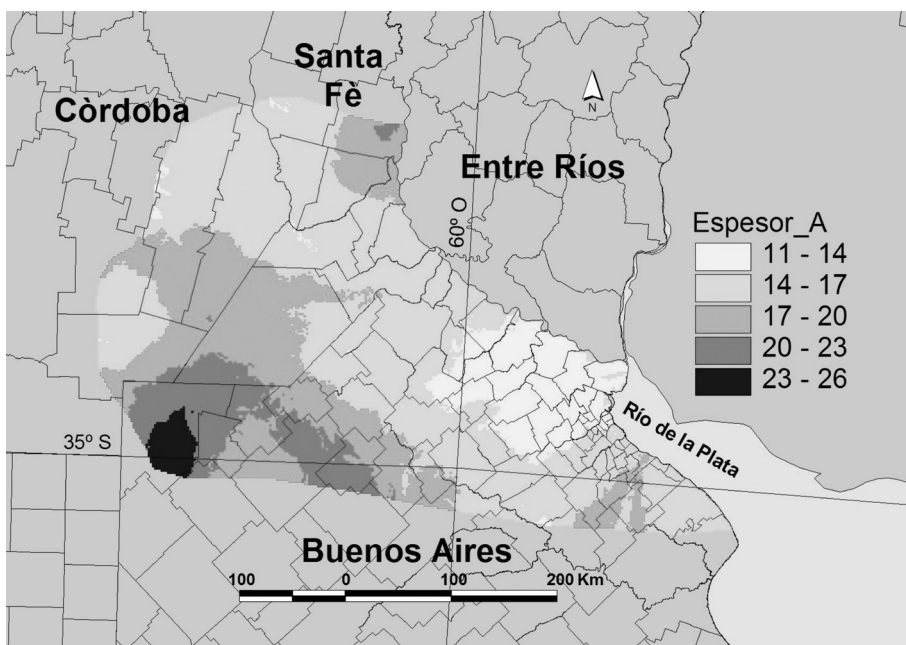 Santa
Fè
Còrdoba
N
Entre Ríos
60º O
Espesor_A
11 - 14
14 - 17
17 - 20
20 - 23
23 - 26
Río de la Plata
35º S
Buenos Aires
100 0 100 200 Km